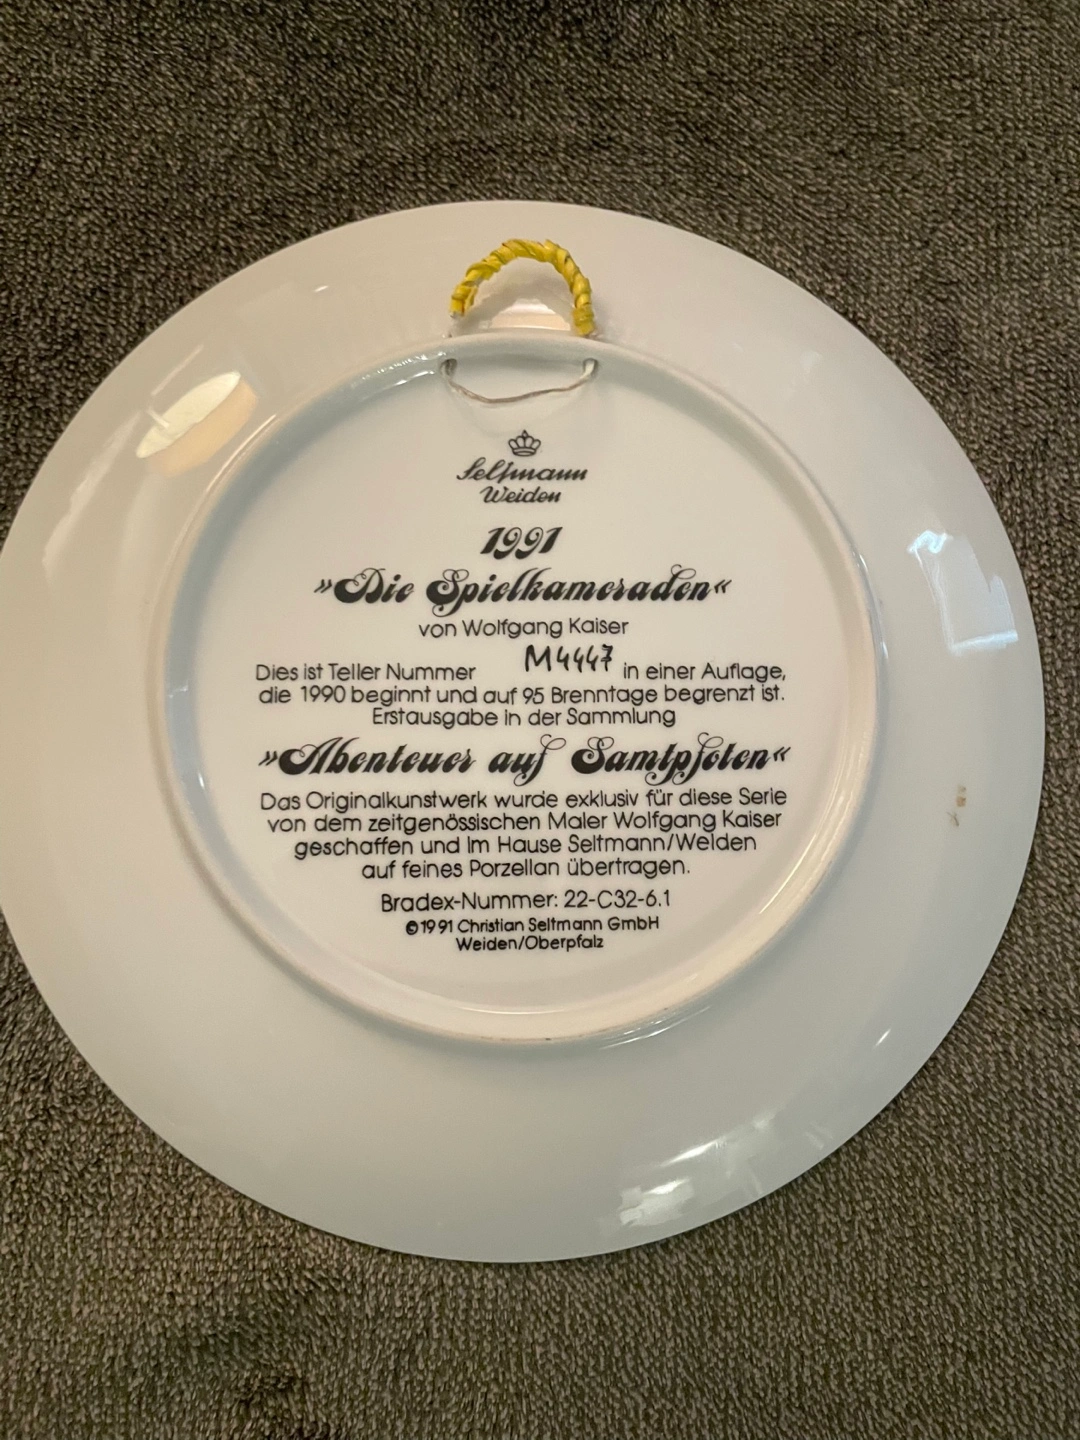 Seltmann
Weiden
1991
»Die Spielkameraden«
von Wolfgang Kaiser
Dies ist Teller Nummer M4447 in einer Auflage,
die 1990 beginnt und auf 95 Brenntage begrenzt ist.
Erstausgabe in der Sammlung
»Abenteuer auf Samtpfoten«
Das Originalkunstwerk wurde exklusiv für diese Serie
von dem zeitgenössischen Maler Wolfgang Kaiser
geschaffen und im Hause Seltmann/Weiden
auf feines Porzellan übertragen.
Bradex-Nummer: 22-C32-6.1
©1991 Christian Seltmann GmbH
Weiden/Oberpfalz